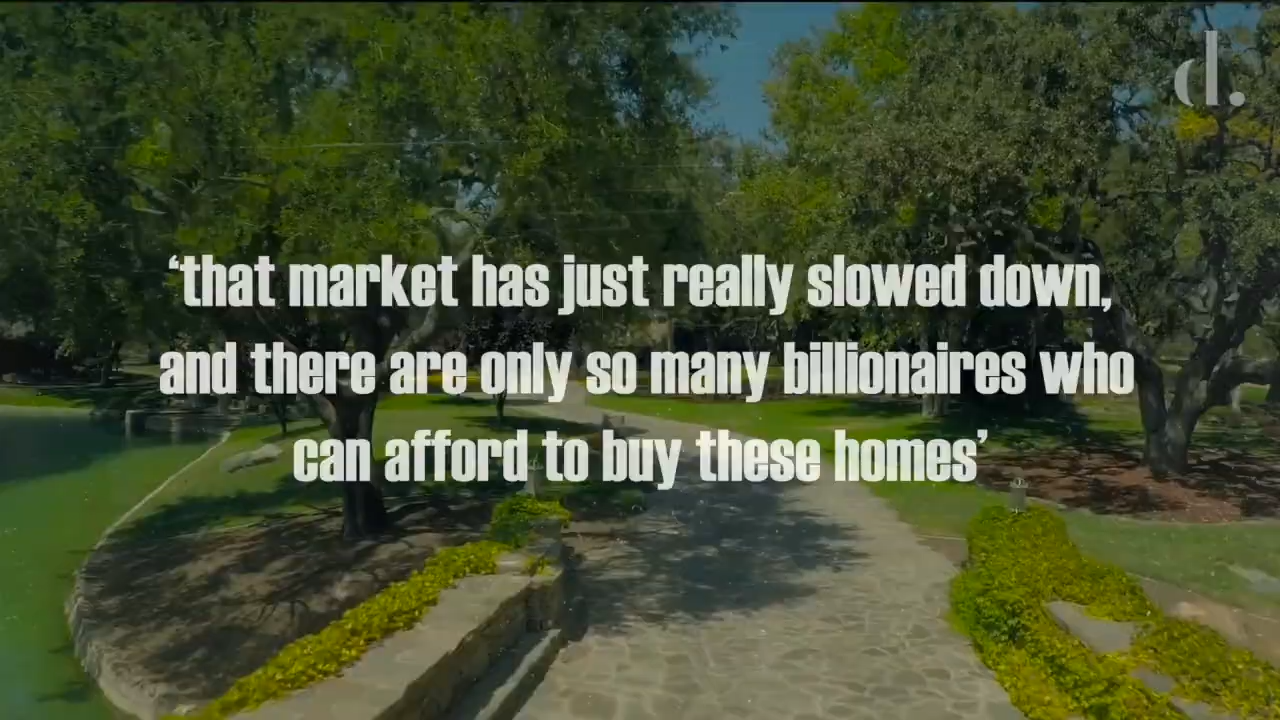 d.
‘that market has just really slowed down,
and there are only so many billionaires who
can afford to buy these homes’